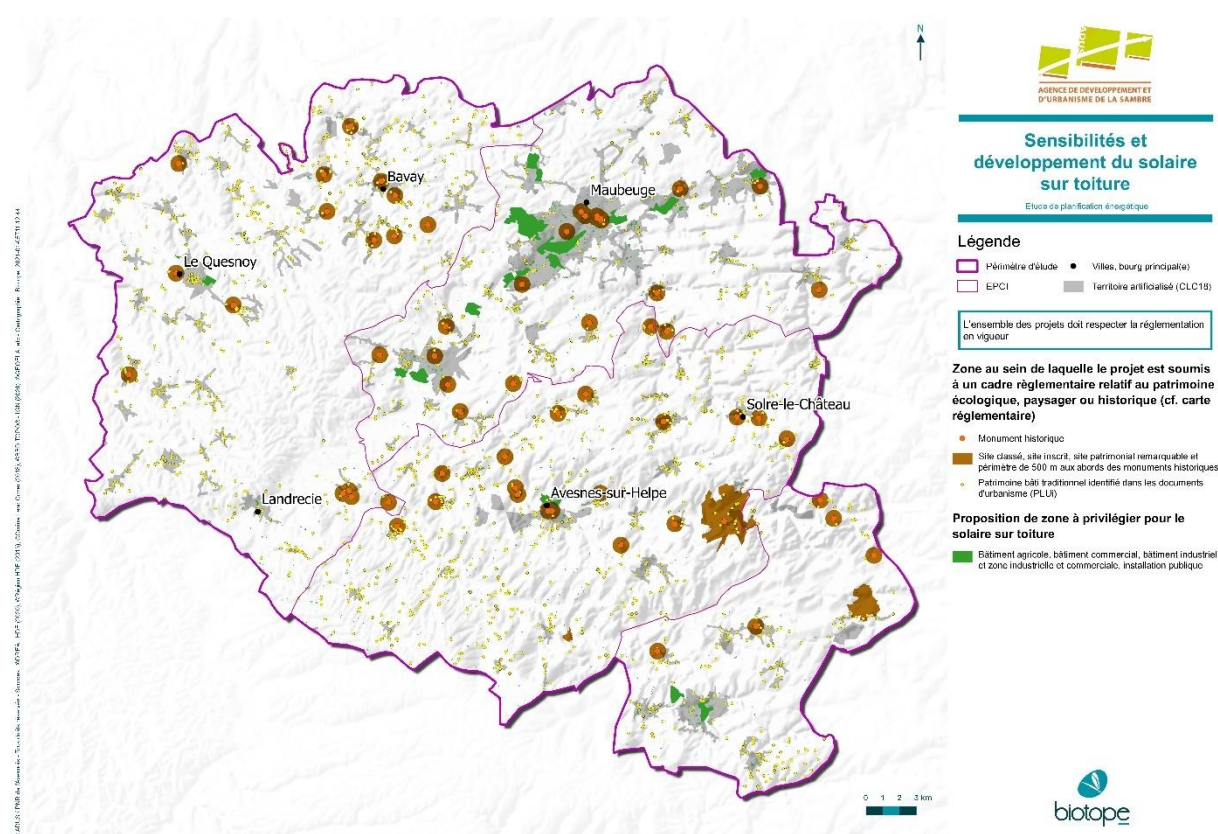 N
Bavay
Maubeuge
Le Quesnoy
Solre-le-Château
Landrecie
Avesnes-sur-Helpe
0 1 2 3 km
AGENCE DE DEVELOPPEMENT ET
D'URBANISME DE LA SAMBRE
Sensibilités et
développement du solaire
sur toiture
Etude de planification énergétique
Légende
Périmètre d'étude
Villes, bourg principal(e)
EPCI
Territoire artificialisé (CLC18)
L'ensemble des projets doit respecter la réglementation
en vigueur
Zone au sein de laquelle le projet est soumis
à un cadre règlementaire relatif au patrimoine
écologique, paysager ou historique (cf. carte
réglementaire)
Monument historique
Site classé, site inscrit, site patrimonial remarquable et
périmètre de 500 m aux abords des monuments historiques
Patrimoine bâti traditionnel identifié dans les documents
d'urbanisme (PLUi)
Proposition de zone à privilégier pour le
solaire sur toiture
Bâtiment agricole, bâtiment commercial, bâtiment industriel
et zone industrielle et commerciale, installation publique
biotope